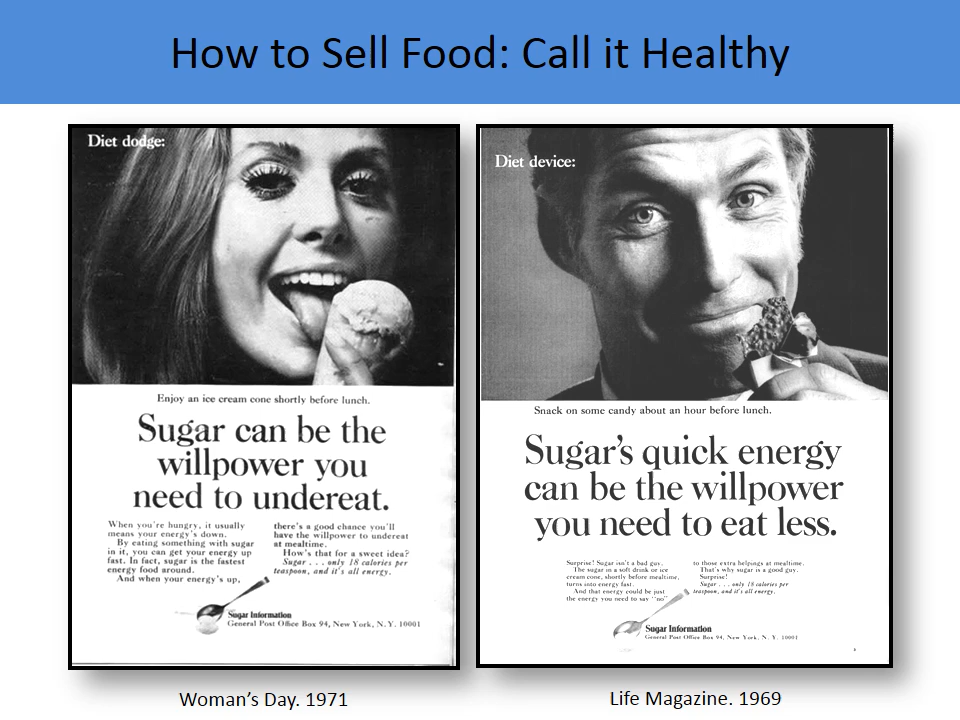 How to Sell Food: Call it Healthy
Diet dodge:
Enjoy an ice cream cone shortly before lunch.
Sugar can be the
willpower you
need to undereat.
When you're hungry, it usually
means your energy's down.
By eating something with sugar
in it, you can get your energy up
fast. In fact, sugar is the fastest
energy food around.
And when your energy's up,
there's a good chance you'll
have the willpower to undereat
at mealtime.
How's that for a sweet idea?
Sugar . . . only 18 calories per
teaspoon, and it's all energy.
Sugar Information
General Post Office Box 94, New York, N.Y. 10001
Woman's Day. 1971
Diet device:
Snack on some candy about an hour before lunch.
Sugar's quick energy
can be the willpower
you need to eat less.
Surprise! Sugar isn't a bad guy.
The sugar in a soft drink or ice
cream cone, shortly before mealtime,
turns into energy fast.
And that energy could be just
the energy you need to say "no"
to those extra helpings at mealtime.
That's why sugar is a good guy.
Surprise!
Sugar . . . only 18 calories per
teaspoon, and it's all energy.
Sugar Information
General Post Office Box 94, New York, N. Y. 10001
Life Magazine. 1969